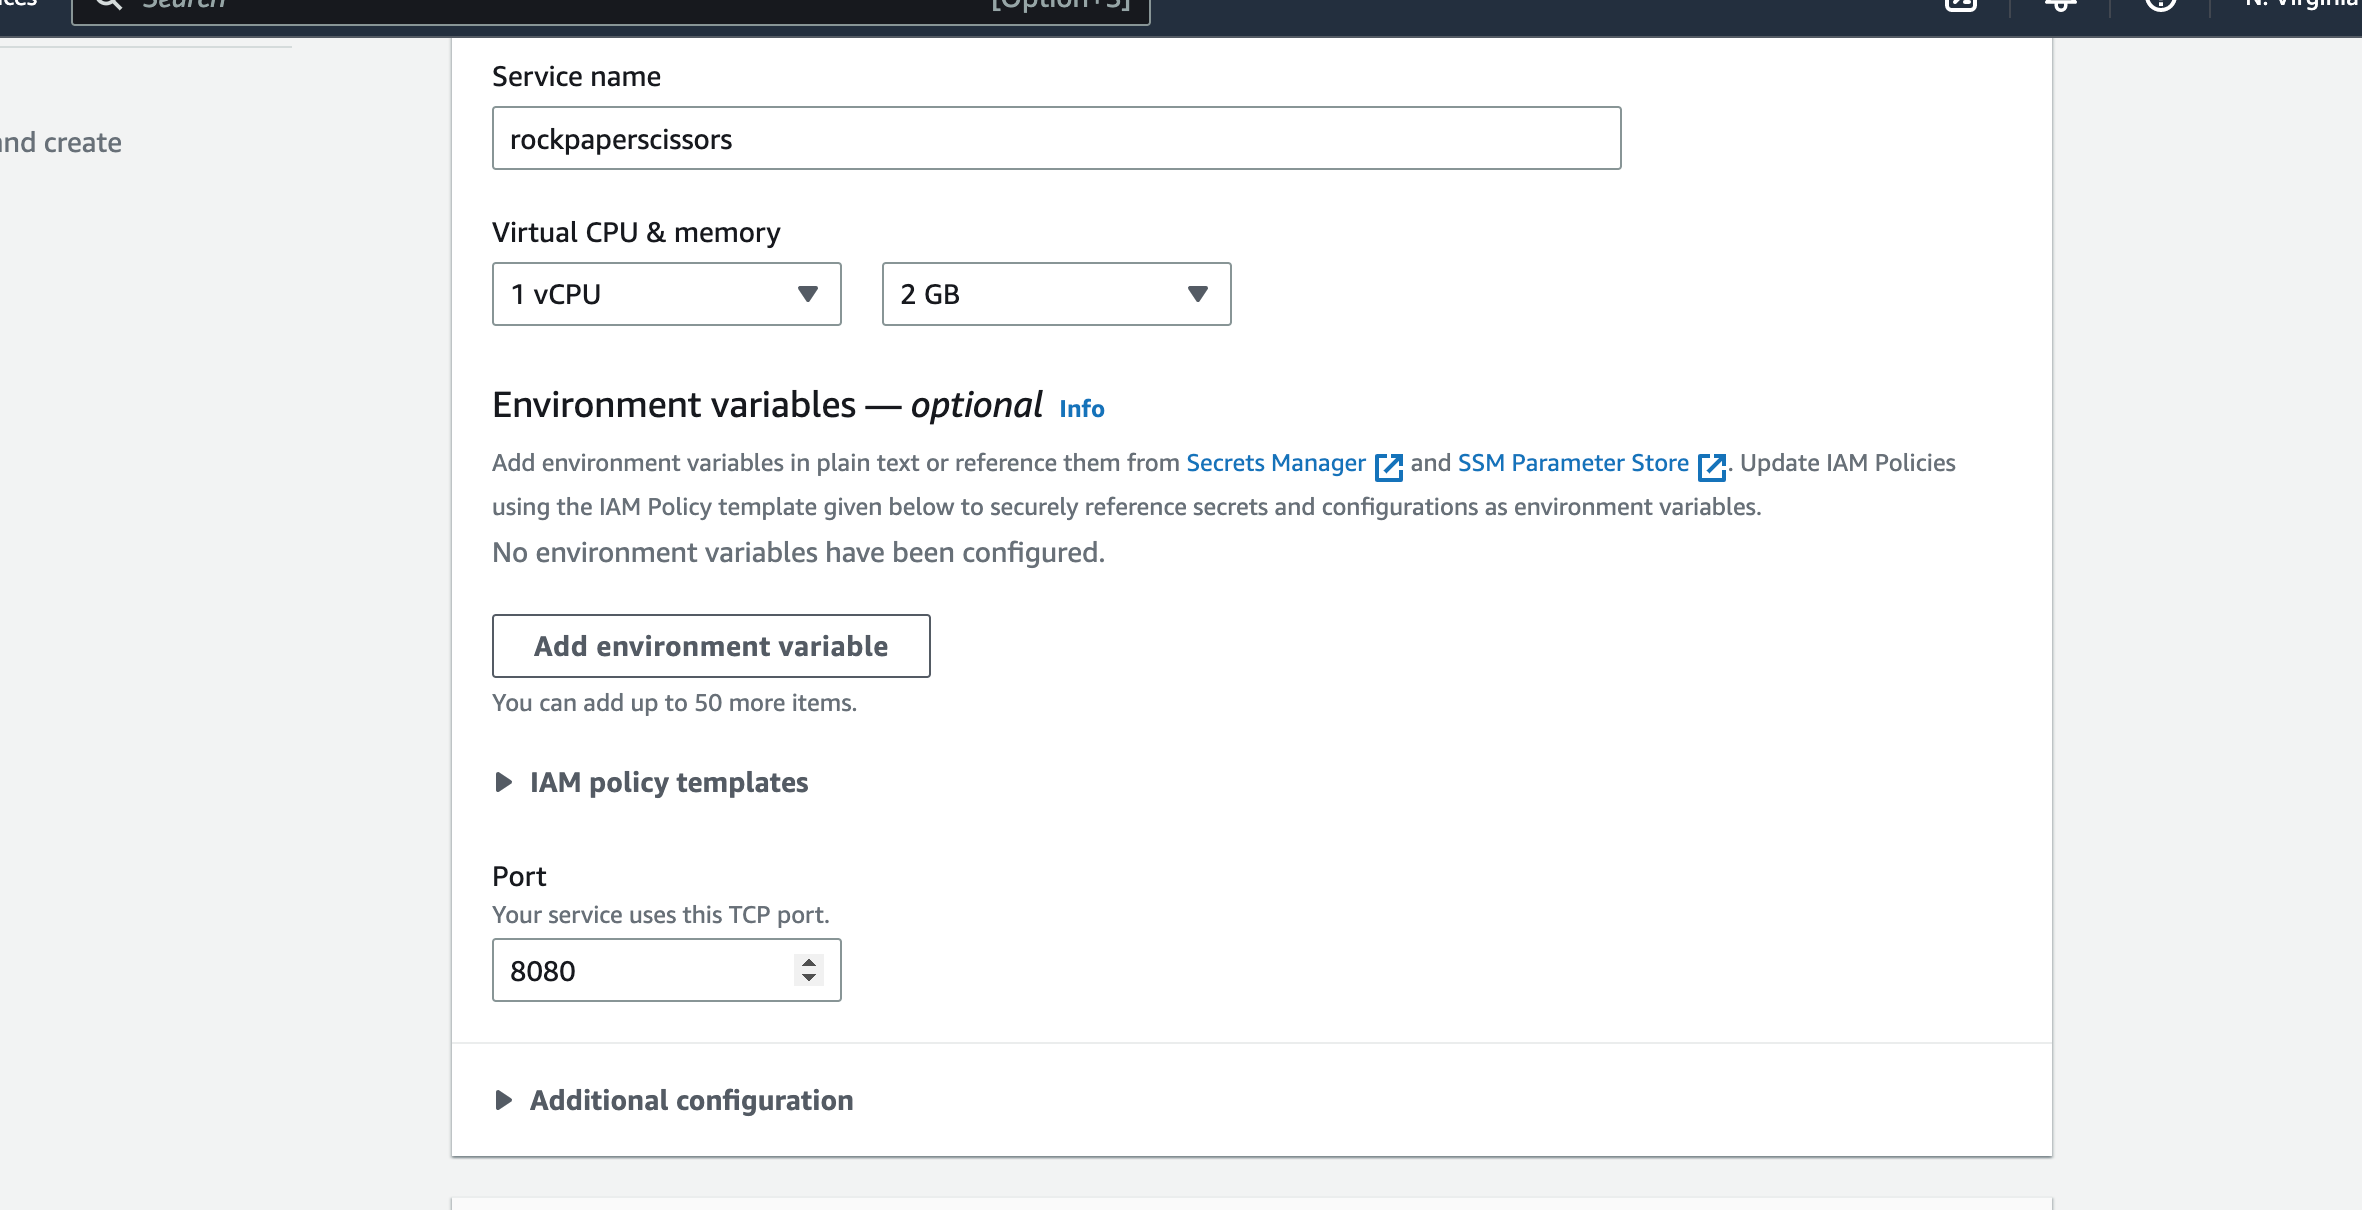 Search
[Option+S]
N. Virginia
and create
Service name
rockpaperscissors
Virtual CPU & memory
1 vCPU
2 GB
Environment variables — optional Info
Add environment variables in plain text or reference them from Secrets Manager and SSM Parameter Store. Update IAM Policies
using the IAM Policy template given below to securely reference secrets and configurations as environment variables.
No environment variables have been configured.
Add environment variable
You can add up to 50 more items.
IAM policy templates
Port
Your service uses this TCP port.
8080
Additional configuration